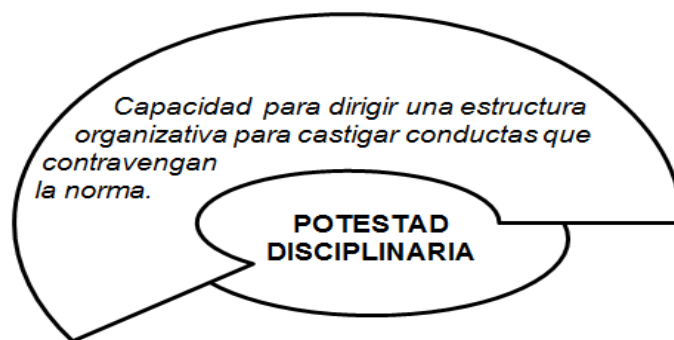 Capacidad para dirigir una estructura
organizativa para castigar conductas que
contravengan
la norma.
POTESTAD
DISCIPLINARIA